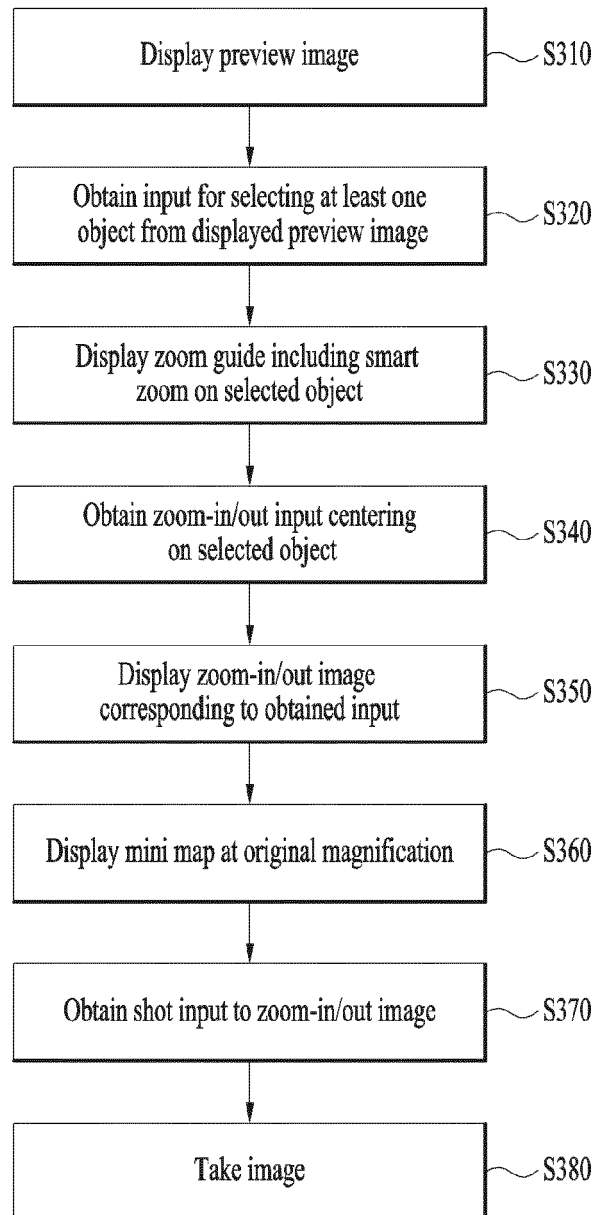 Display preview image
S310
Obtain input for selecting at least one
object from displayed preview image
S320
Display zoom guide including smart
zoom on selected object
S330
Obtain zoom-in/out input centering
on selected object
S340
Display zoom-in/out image
corresponding to obtained input
S350
Display mini map at original magnification
S360
Obtain shot input to zoom-in/out image
S370
Take image
S380